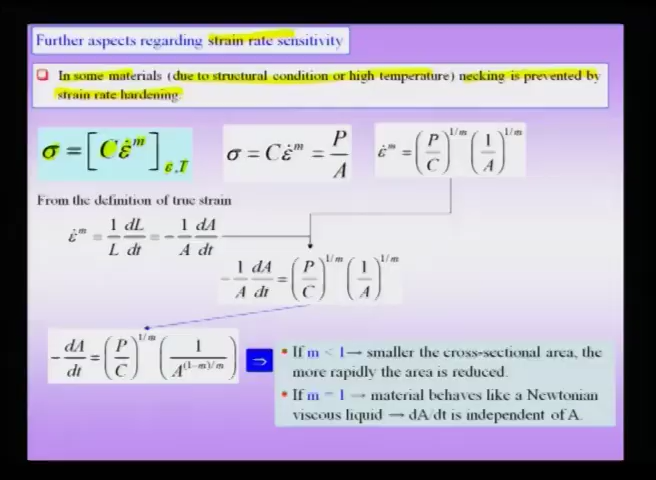 Further aspects regarding strain rate sensitivity
❑ In some materials (due to structural condition or high temperature) necking is prevented by
strain rate hardening.
σ = [Cε̇^m]_{ε,T}
σ = Cε̇^m = P/A
ε̇^m = (P/C)^{1/m} (1/A)^{1/m}
From the definition of true strain
ε̇^m = 1/L dL/dt = − 1/A dA/dt
− 1/A dA/dt = (P/C)^{1/m} (1/A)^{1/m}
− dA/dt = (P/C)^{1/m} (1/A^{(1−m)/m})
⇒
• If m < 1 → smaller the cross-sectional area, the
more rapidly the area is reduced.
• If m = 1 → material behaves like a Newtonian
viscous liquid → dA/dt is independent of A.